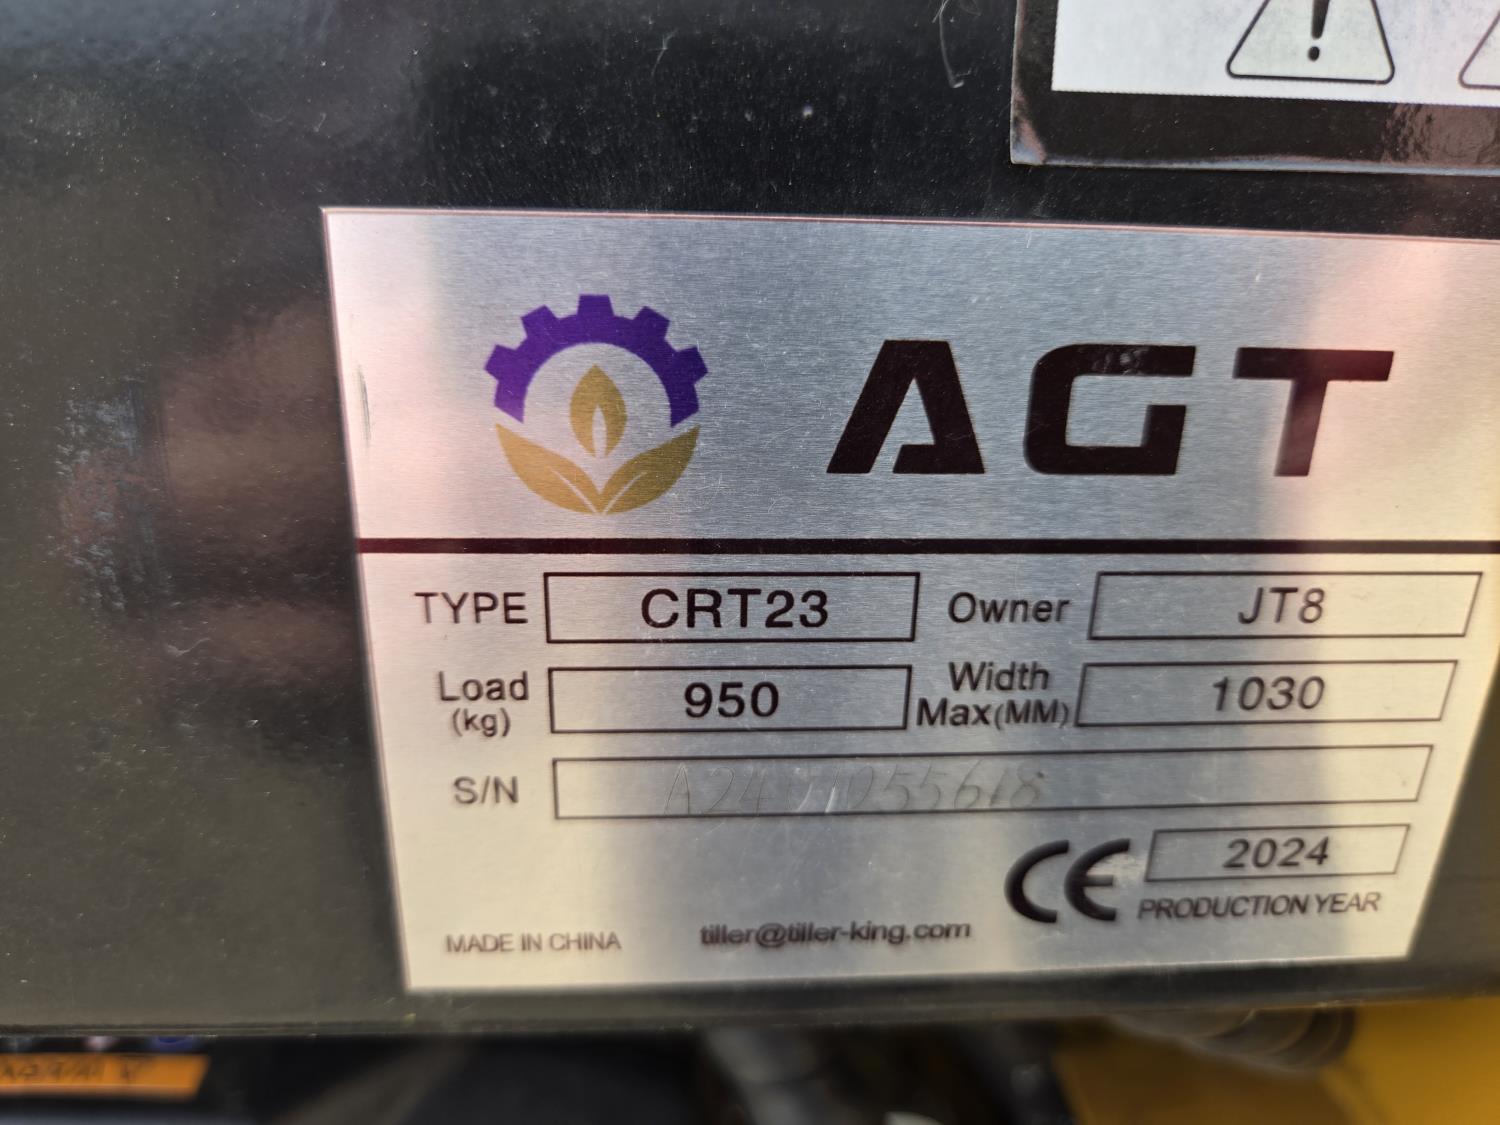 AGT
TYPE CRT23 Owner JT8
Load (kg) 950 Width Max(MM) 1030
S/N
CE 2024
PRODUCTION YEAR
MADE IN CHINA tiller@tiller-king.com